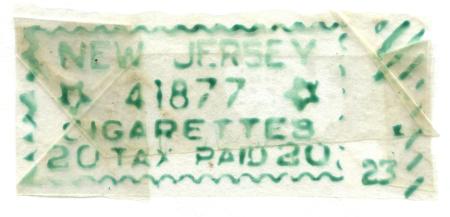 NEW JERSEY
41877
CIGARETTES
20 TAX PAID 20
23